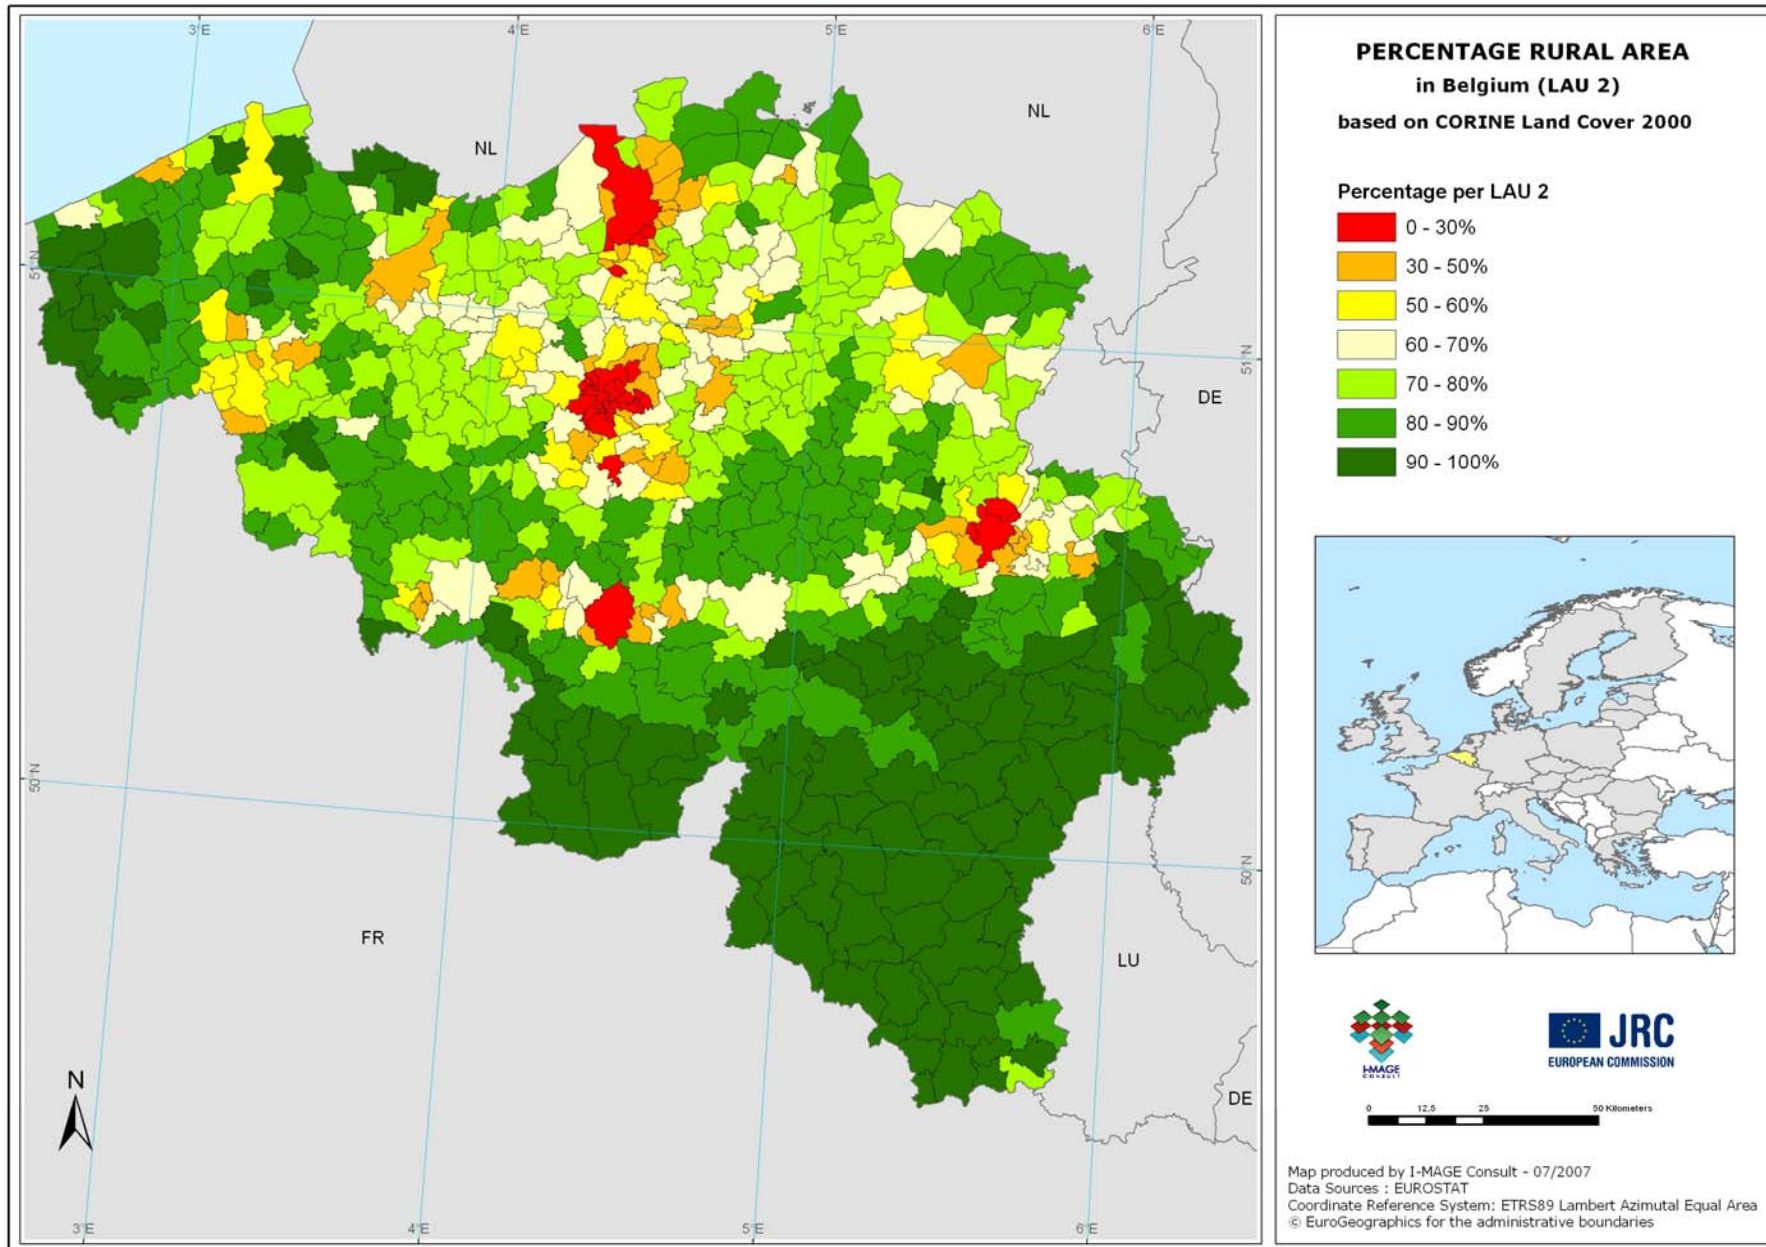 3°E
4°E
5°E
6°E
NL
NL
51°N
51°N
DE
50°N
50°N
FR
LU
DE
N
3°E
4°E
5°E
6°E
PERCENTAGE RURAL AREA
in Belgium (LAU 2)
based on CORINE Land Cover 2000
Percentage per LAU 2
0 - 30%
30 - 50%
50 - 60%
60 - 70%
70 - 80%
80 - 90%
90 - 100%
I-MAGE
CONSULT
JRC
EUROPEAN COMMISSION
0 12,5 25 50 Kilometers
Map produced by I-MAGE Consult - 07/2007
Data Sources : EUROSTAT
Coordinate Reference System: ETRS89 Lambert Azimutal Equal Area
© EuroGeographics for the administrative boundaries